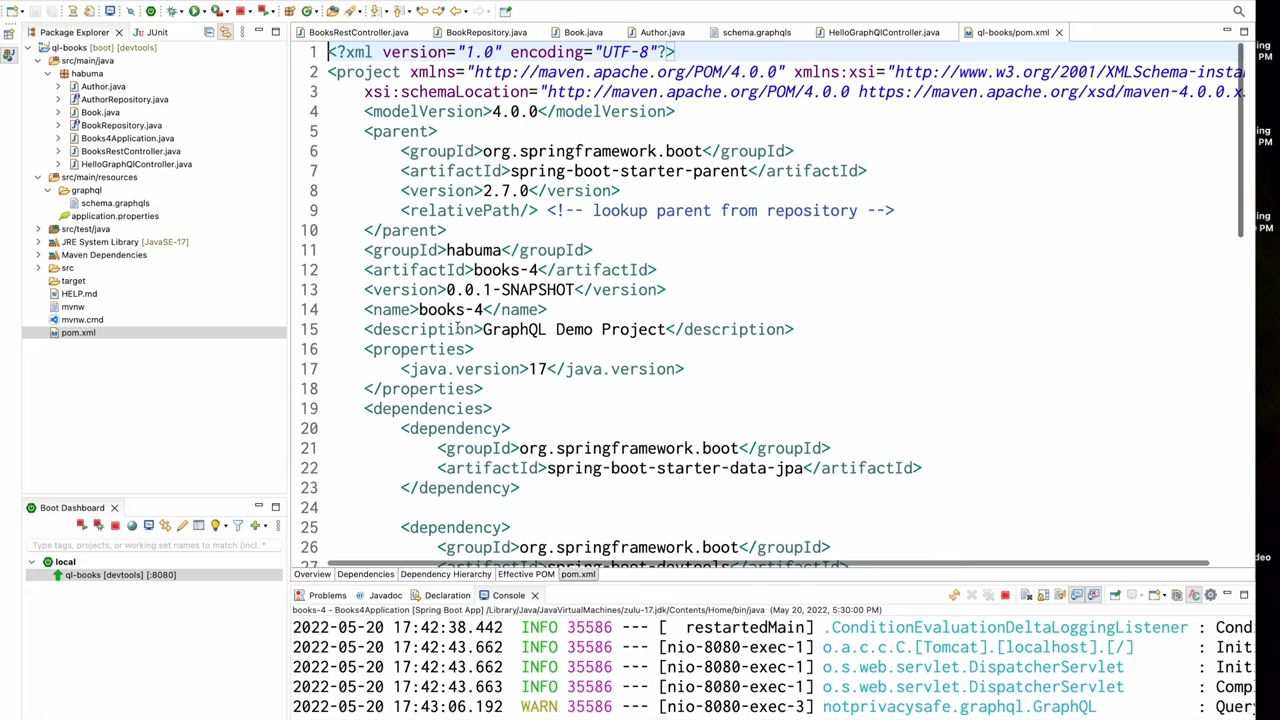 Package Explorer
JUnit
ql-books [boot] [devtools]
src/main/java
habuma
Author.java
AuthorRepository.java
Book.java
BookRepository.java
Books4Application.java
BooksRestController.java
HelloGraphQlController.java
src/main/resources
graphql
schema.graphqls
application.properties
src/test/java
JRE System Library [JavaSE-17]
Maven Dependencies
src
target
HELP.md
mvnw
mvnw.cmd
pom.xml
Boot Dashboard
Type tags, projects, or working set names to match (incl. *
local
ql-books [devtools] [:8080]
BooksRestController.java
BookRepository.java
Book.java
Author.java
schema.graphqls
HelloGraphQlController.java
ql-books/pom.xml
1 <?xml version="1.0" encoding="UTF-8"?>
2 <project xmlns="http://maven.apache.org/POM/4.0.0" xmlns:xsi="http://www.w3.org/2001/XMLSchema-insta
3 xsi:schemaLocation="http://maven.apache.org/POM/4.0.0 https://maven.apache.org/xsd/maven-4.0.0.x
4 <modelVersion>4.0.0</modelVersion>
5 <parent>
6 <groupId>org.springframework.boot</groupId>
7 <artifactId>spring-boot-starter-parent</artifactId>
8 <version>2.7.0</version>
9 <relativePath/> <!-- lookup parent from repository -->
10 </parent>
11 <groupId>habuma</groupId>
12 <artifactId>books-4</artifactId>
13 <version>0.0.1-SNAPSHOT</version>
14 <name>books-4</name>
15 <description>GraphQL Demo Project</description>
16 <properties>
17 <java.version>17</java.version>
18 </properties>
19 <dependencies>
20 <dependency>
21 <groupId>org.springframework.boot</groupId>
22 <artifactId>spring-boot-starter-data-jpa</artifactId>
23 </dependency>
24
25 <dependency>
26 <groupId>org.springframework.boot</groupId>
27 <artifactId>spring-boot-devtools</artifactId>
Overview
Dependencies
Dependency Hierarchy
Effective POM
pom.xml
Problems
Javadoc
Declaration
Console
books-4 - Books4Application [Spring Boot App] /Library/Java/JavaVirtualMachines/zulu-17.jdk/Contents/Home/bin/java (May 20, 2022, 5:30:00 PM)
2022-05-20 17:42:38.442 INFO 35586 --- [ restartedMain] .ConditionEvaluationDeltaLoggingListener : Cond
2022-05-20 17:42:43.662 INFO 35586 --- [nio-8080-exec-1] o.a.c.c.C.[Tomcat].[localhost].[/] : Init
2022-05-20 17:42:43.662 INFO 35586 --- [nio-8080-exec-1] o.s.web.servlet.DispatcherServlet : Init
2022-05-20 17:42:43.663 INFO 35586 --- [nio-8080-exec-1] o.s.web.servlet.DispatcherServlet : Comp
2022-05-20 17:43:06.192 WARN 35586 --- [nio-8080-exec-3] notprivacysafe.graphql.GraphQL : Query
ing
PM
ing
0 PM
deo